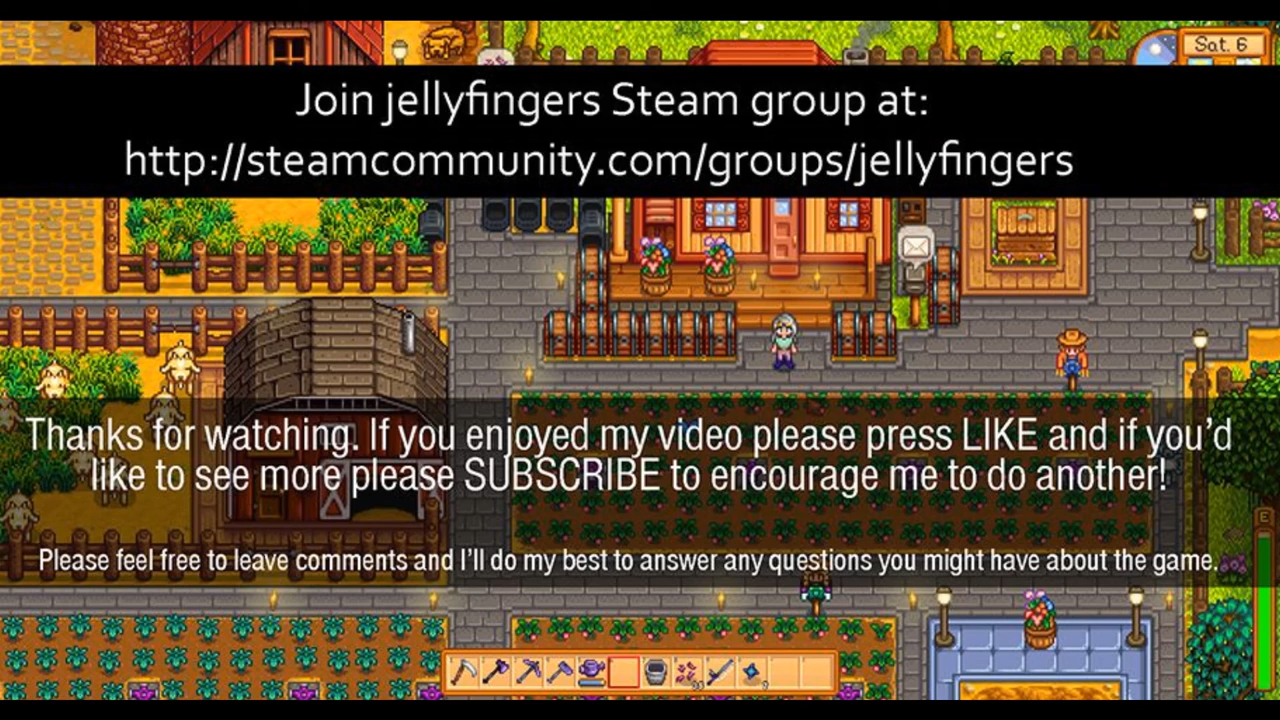 Sat. 6
Join jellyfingers Steam group at:
http://steamcommunity.com/groups/jellyfingers
Thanks for watching. If you enjoyed my video please press LIKE and if you'd
like to see more please SUBSCRIBE to encourage me to do another!
E
Please feel free to leave comments and I'll do my best to answer any questions you might have about the game.